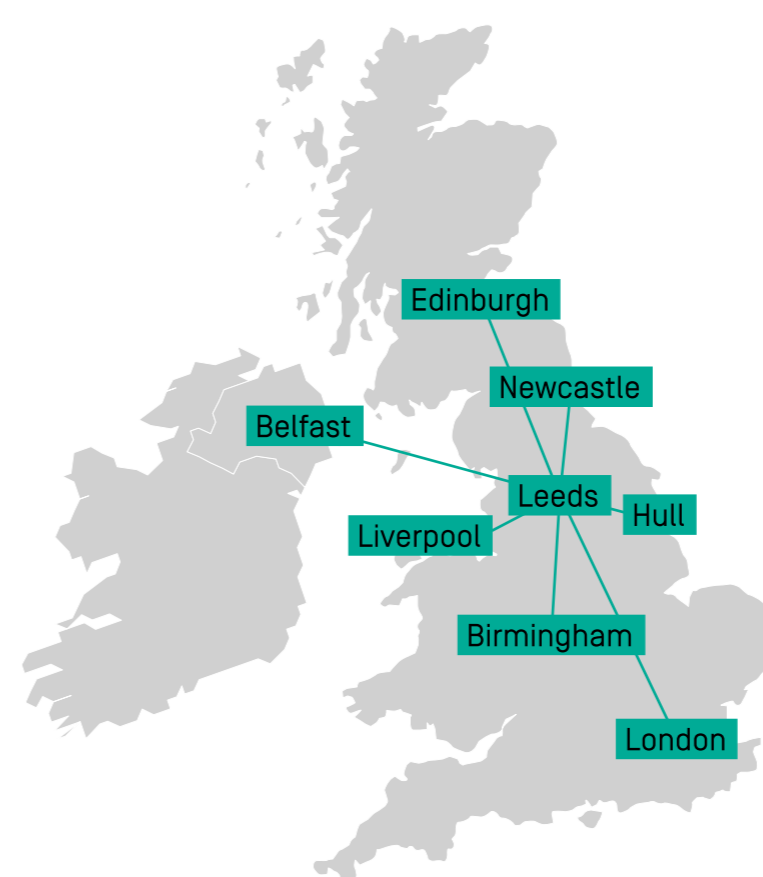 Edinburgh
Newcastle
Belfast
Leeds
Hull
Liverpool
Birmingham
London